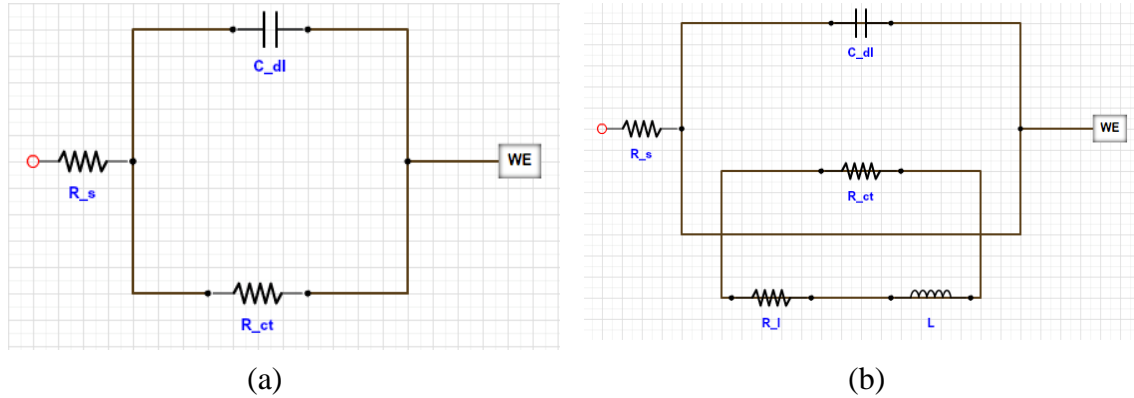 C_dl
WE
R_s
R_ct
(a)
C_dl
WE
R_s
R_ct
R_l
L
(b)